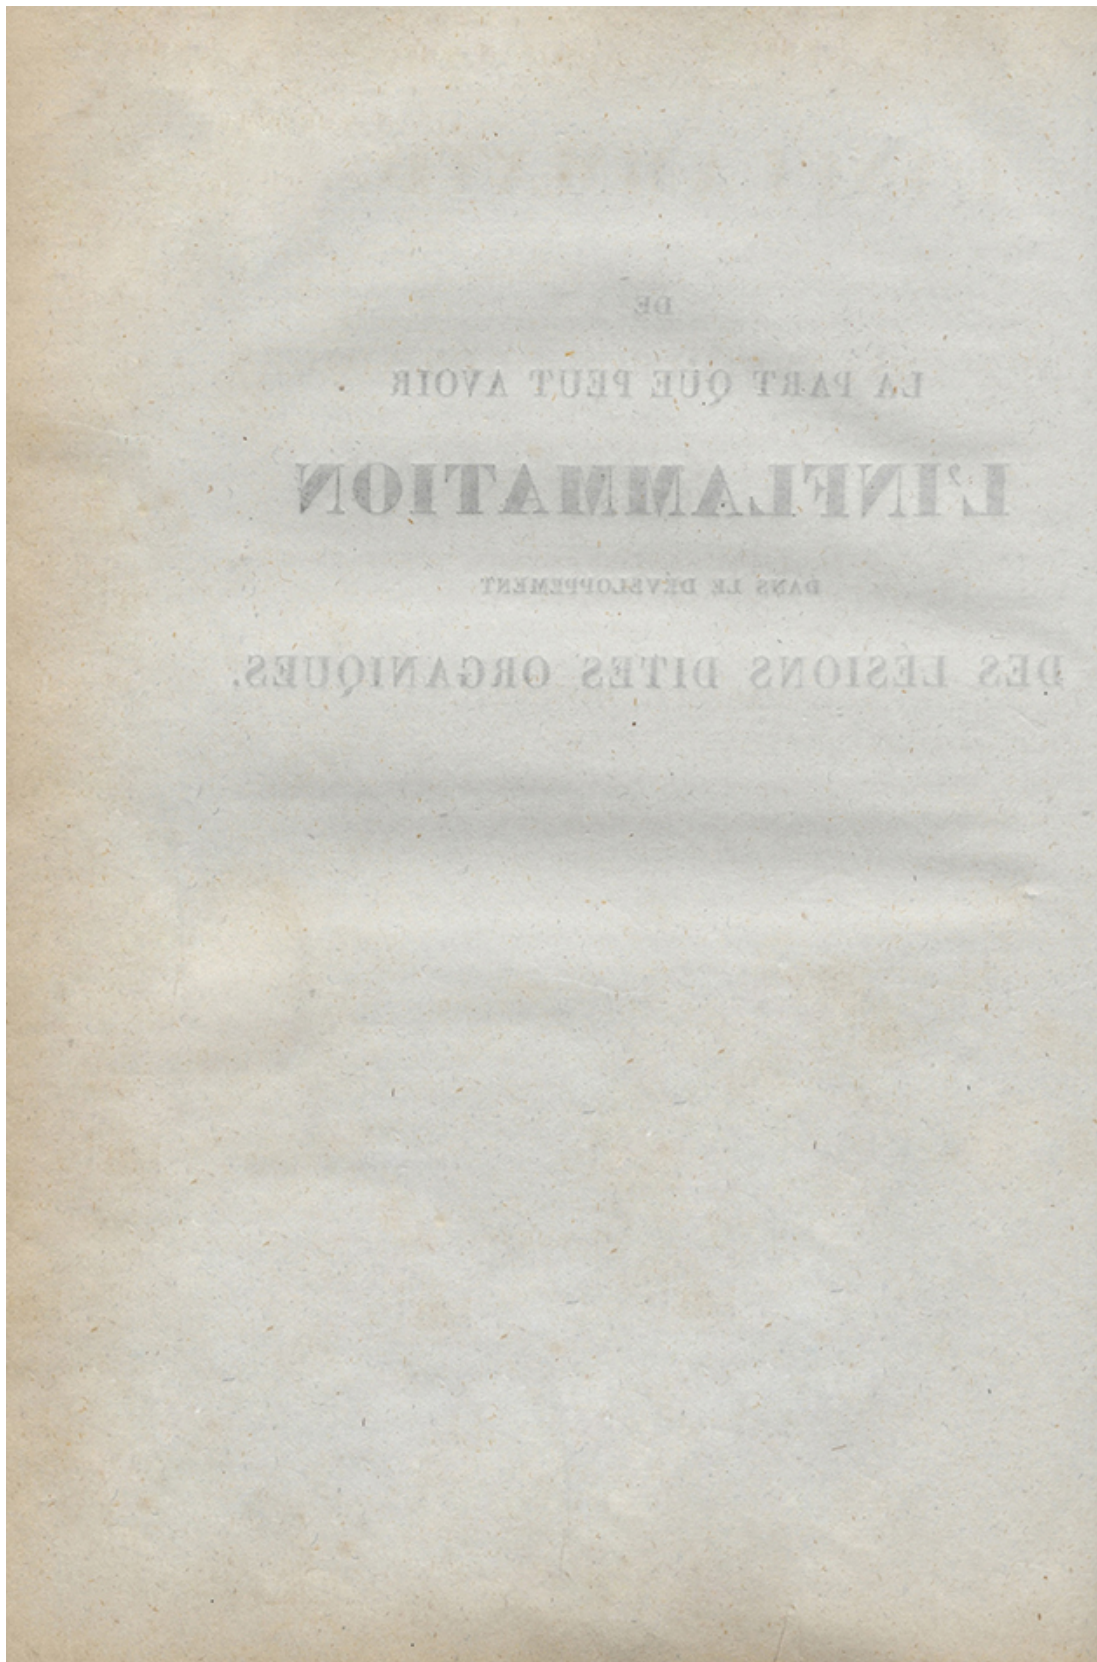 DE
LA PART QUE PEUT AVOIR
L'INFLAMMATION
DANS LE DÉVELOPPEMENT
DES LÉSIONS DITES ORGANIQUES.